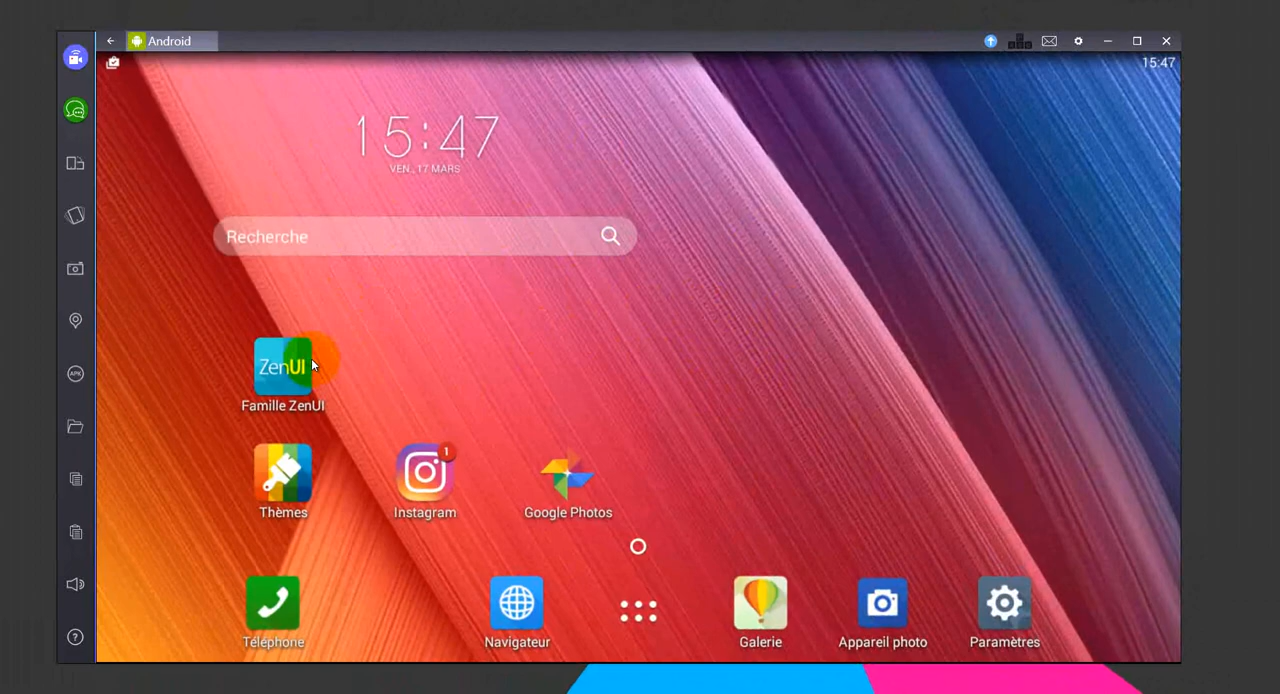 Android
15:47
15:47
VEN., 17 MARS
Recherche
ZenUI
Famille ZenUI
APK
1
Thèmes
Instagram
Google Photos
Téléphone
Navigateur
Galerie
Appareil photo
Paramètres
?